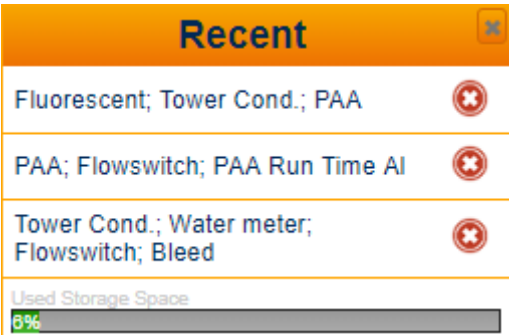 Recent
Fluorescent; Tower Cond.; PAA
PAA; Flowswitch; PAA Run Time Al
Tower Cond.; Water meter;
Flowswitch; Bleed
Used Storage Space
6%